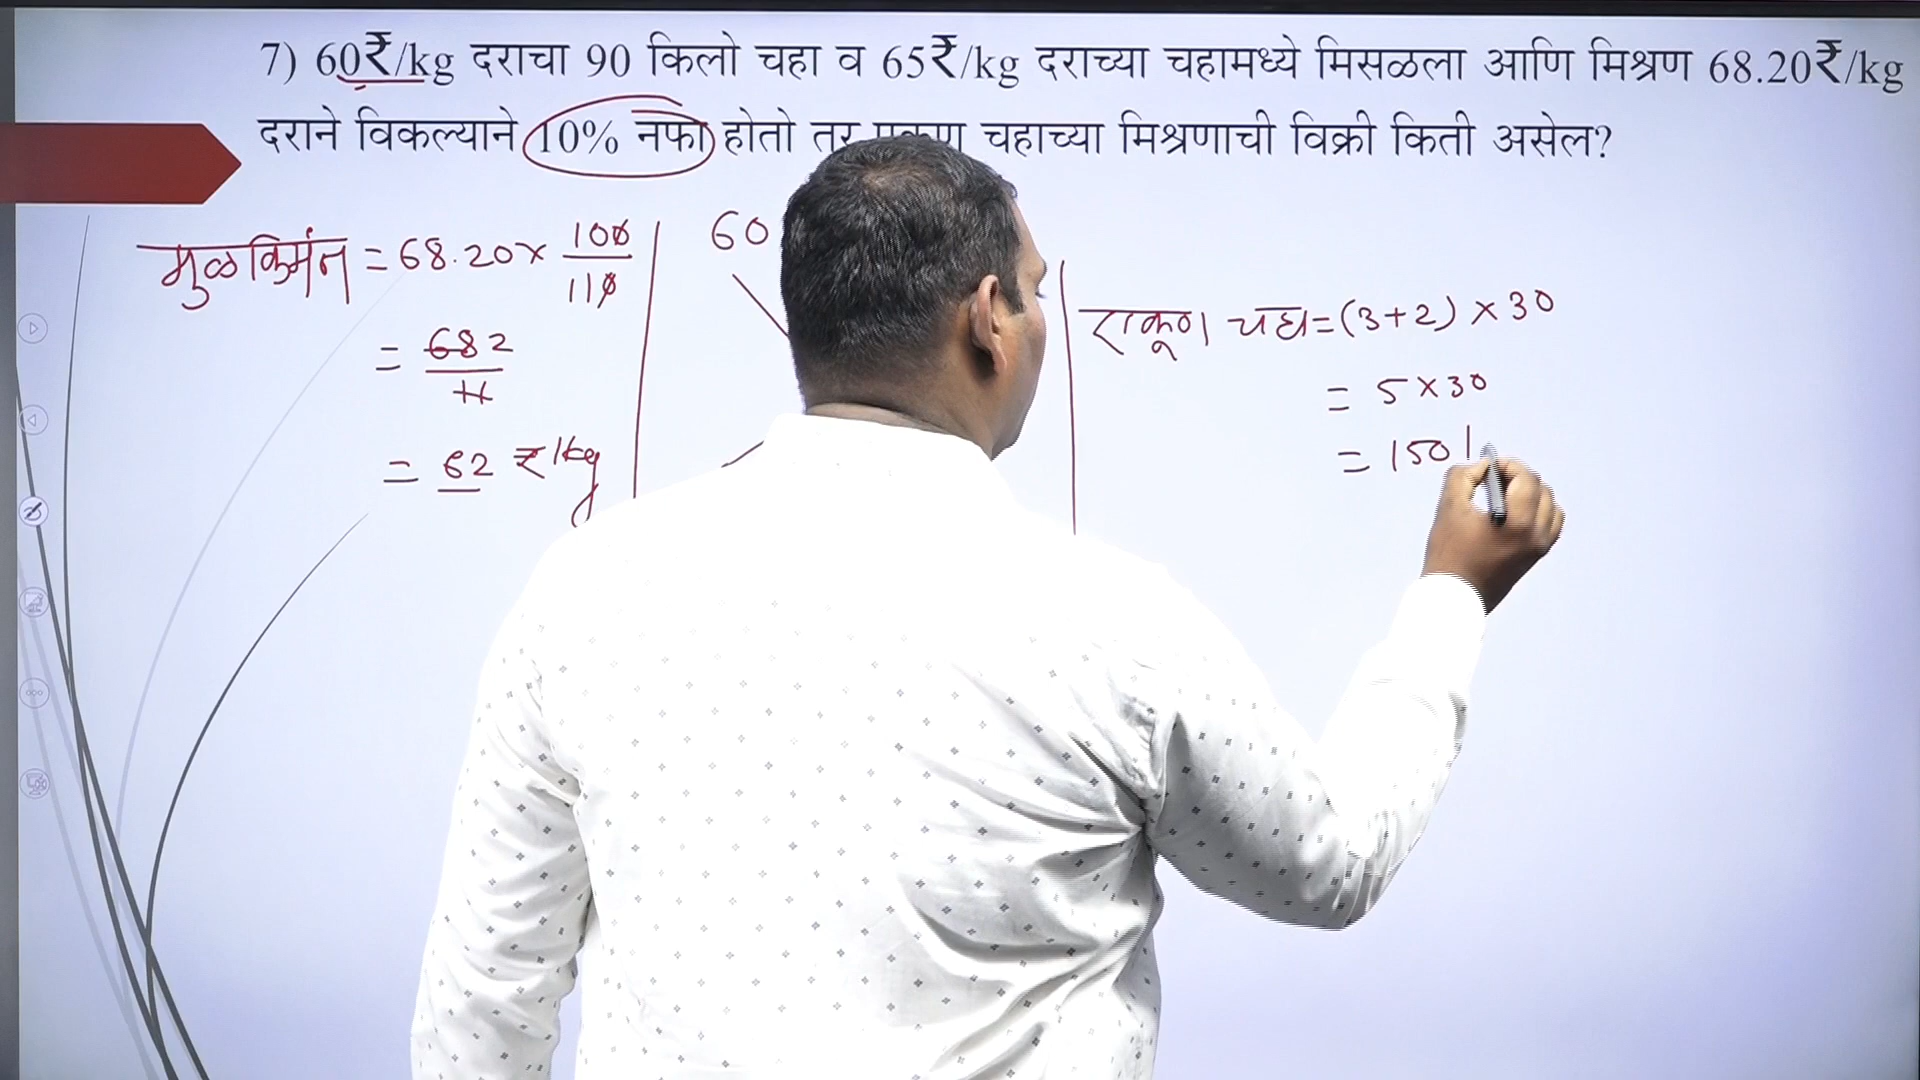 7) 60₹/kg दराचा 90 किलो चहा व 65₹/kg दराच्या चहामध्ये मिसळला आणि मिश्रण 68.20₹/kg
दराने विकल्याने 10% नफा होतो तर चहाच्या मिश्रणाची विक्री किती असेल?
मुळ किमंत = 68.20 × 100/110
= 682/11
= 62 ₹/kg
60
एकूण चहा = (3+2) × 30
= 5 × 30
= 150